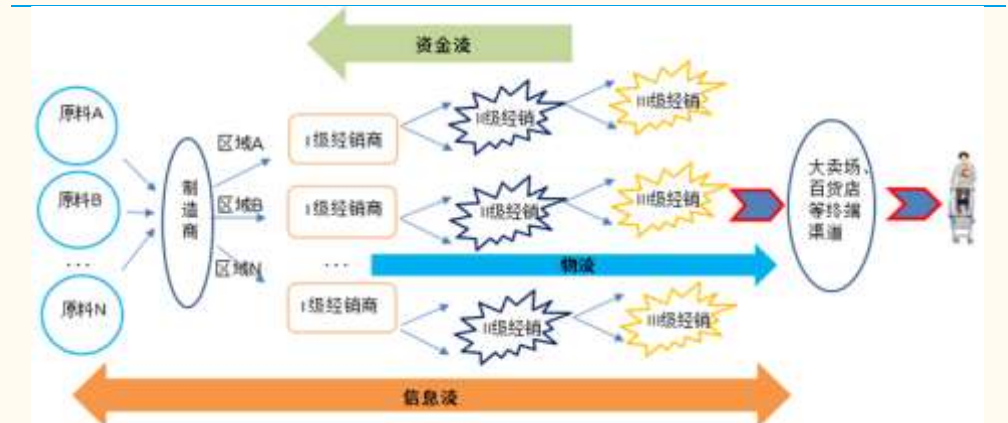 资金流
原料A
原料B
...
原料N
制
造
商
区域A
区域B
区域N
I级经销商
II级经销
III级经销
I级经销商
II级经销
III级经销
...
物流
I级经销商
II级经销
III级经销
大卖场、
百货店
等终端
渠道
信息流